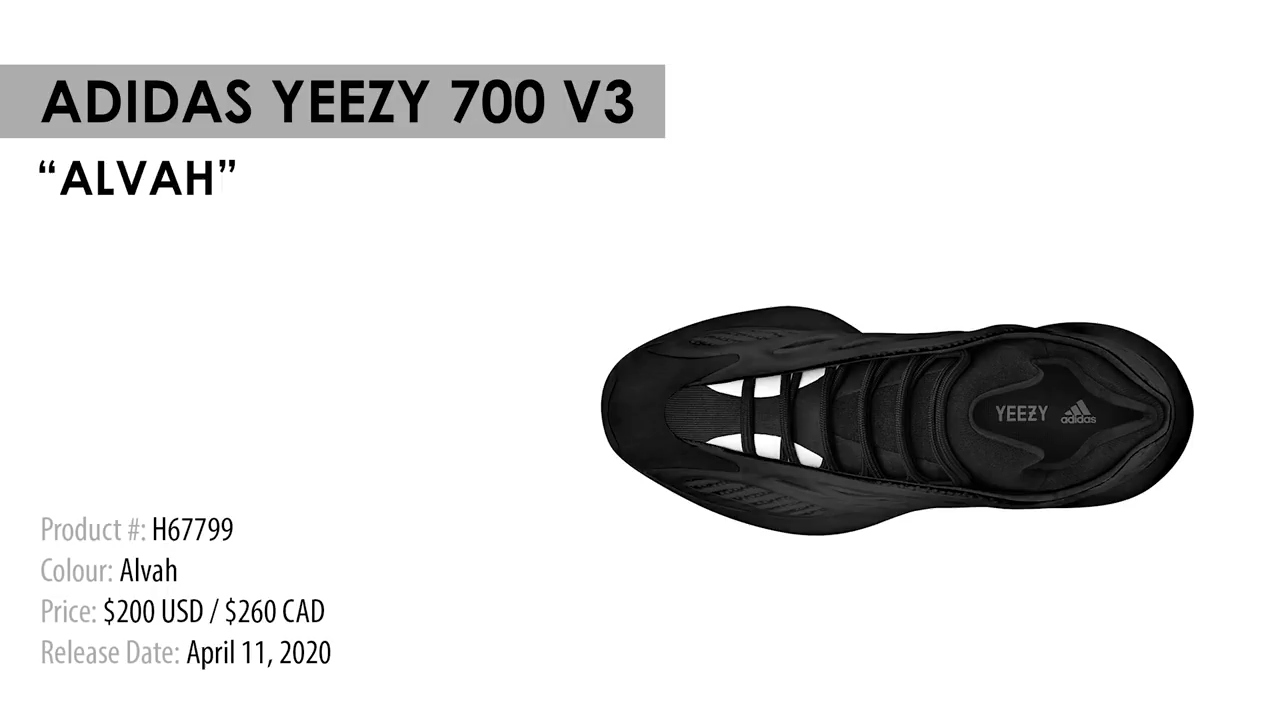 ADIDAS YEEZY 700 V3
“ALVAH”
YEEZY
adidas
Product #: H67799
Colour: Alvah
Price: $200 USD / $260 CAD
Release Date: April 11, 2020